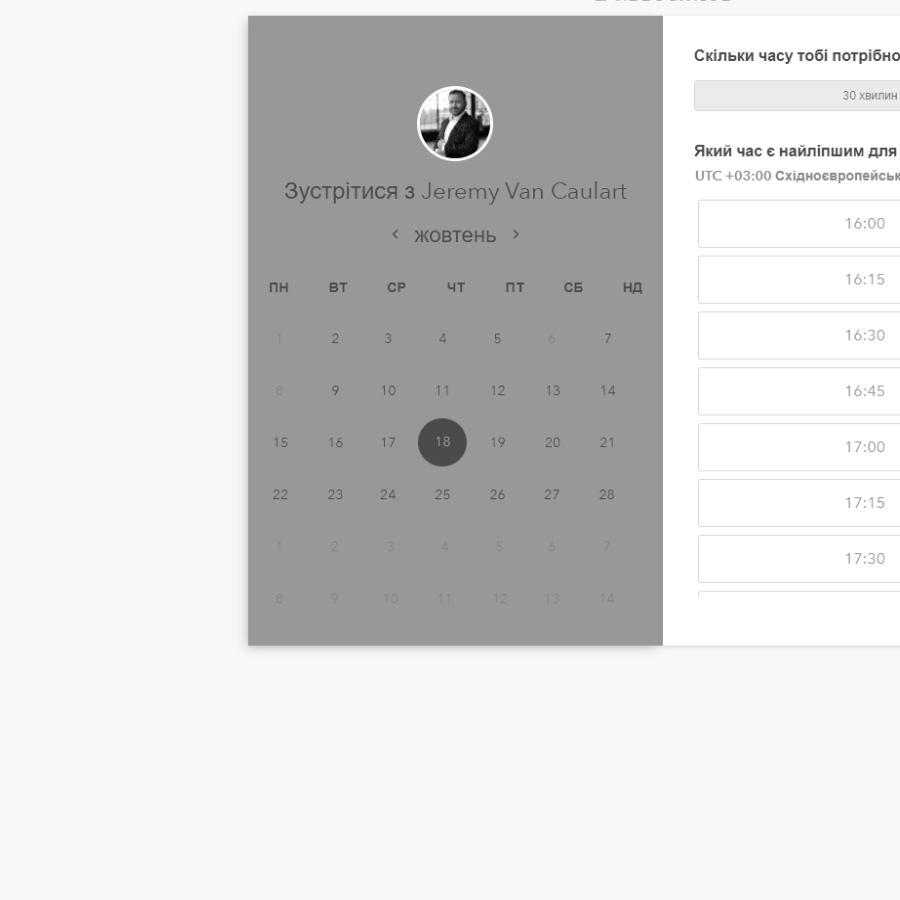 Зустрітися з Jeremy Van Caulart
жовтень
ПН ВТ СР ЧТ ПТ СБ НД
1 2 3 4 5 6 7
8 9 10 11 12 13 14
15 16 17 18 19 20 21
22 23 24 25 26 27 28
1 2 3 4 5 6 7
8 9 10 11 12 13 14
Скільки часу тобі потрібно
30 хвилин
Який час є найліпшим для
UTC +03:00 Східноєвропейськ
16:00
16:15
16:30
16:45
17:00
17:15
17:30